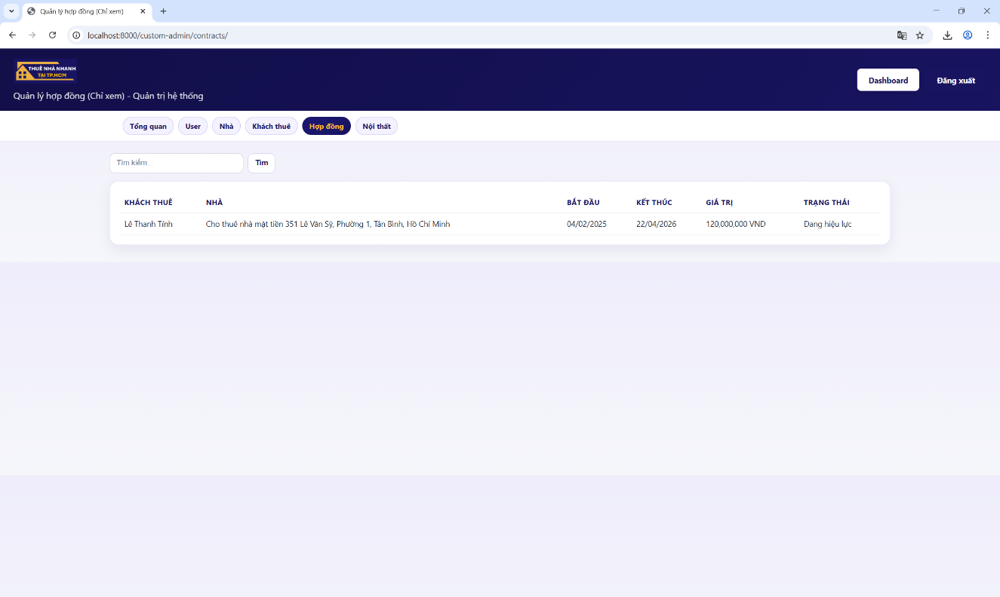 Quản lý hợp đồng (Chỉ xem)
localhost:8000/custom-admin/contracts/
THUÊ NHÀ NHANH
TẠI TP.HCM
Quản lý hợp đồng (Chỉ xem) - Quản trị hệ thống
Dashboard
Đăng xuất
Tổng quan
User
Nhà
Khách thuê
Hợp đồng
Nội thất
Tìm kiếm...
Tìm
KHÁCH THUÊ NHÀ BẮT ĐẦU KẾT THÚC GIÁ TRỊ TRẠNG THÁI
Lê Thanh Tính Cho thuê nhà mặt tiền 351 Lê Văn Sỹ, Phường 1, Tân Bình, Hồ Chí Minh 04/02/2025 22/04/2026 120,000,000 VND Đang hiệu lực